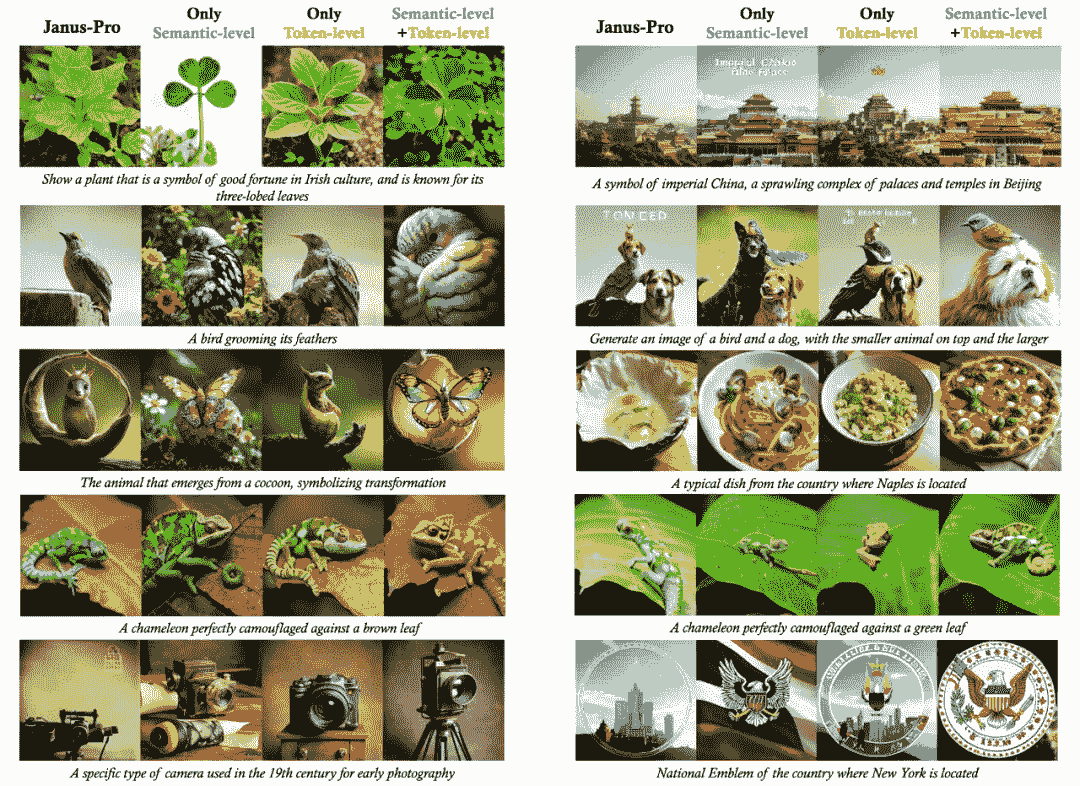 Janus-Pro
Only
Semantic-level
Only
Token-level
Semantic-level
+Token-level
Show a plant that is a symbol of good fortune in Irish culture, and is known for its
three-lobed leaves
A bird grooming its feathers
The animal that emerges from a cocoon, symbolizing transformation
A chameleon perfectly camouflaged against a brown leaf
A specific type of camera used in the 19th century for early photography
Janus-Pro
Only
Semantic-level
Only
Token-level
Semantic-level
+Token-level
A symbol of imperial China, a sprawling complex of palaces and temples in Beijing
TONEED
Generate an image of a bird and a dog, with the smaller animal on top and the larger
A typical dish from the country where Naples is located
A chameleon perfectly camouflaged against a green leaf
National Emblem of the country where New York is located